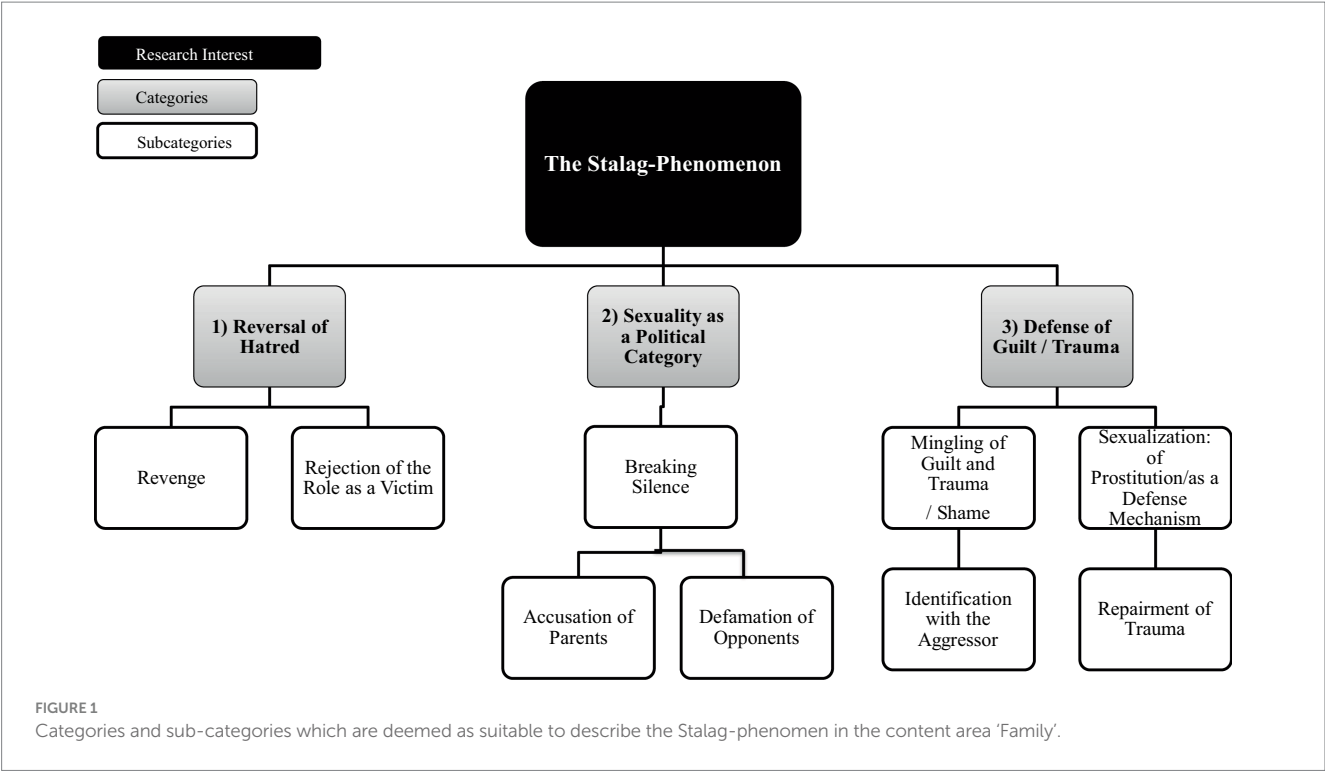 Research Interest
Categories
Subcategories
The Stalag-Phenomenon
1) Reversal of
Hatred
2) Sexuality as
a Political
Category
3) Defense of
Guilt / Trauma
Revenge
Rejection of the
Role as a Victim
Breaking
Silence
Mingling of
Guilt and
Trauma
/ Shame
Sexualization:
of
Prostitution/as a
Defense
Mechanism
Accusation of
Parents
Defamation of
Opponents
Identification
with the
Aggressor
Repairment of
Trauma
FIGURE 1
Categories and sub-categories which are deemed as suitable to describe the Stalag-phenomen in the content area ‘Family’.